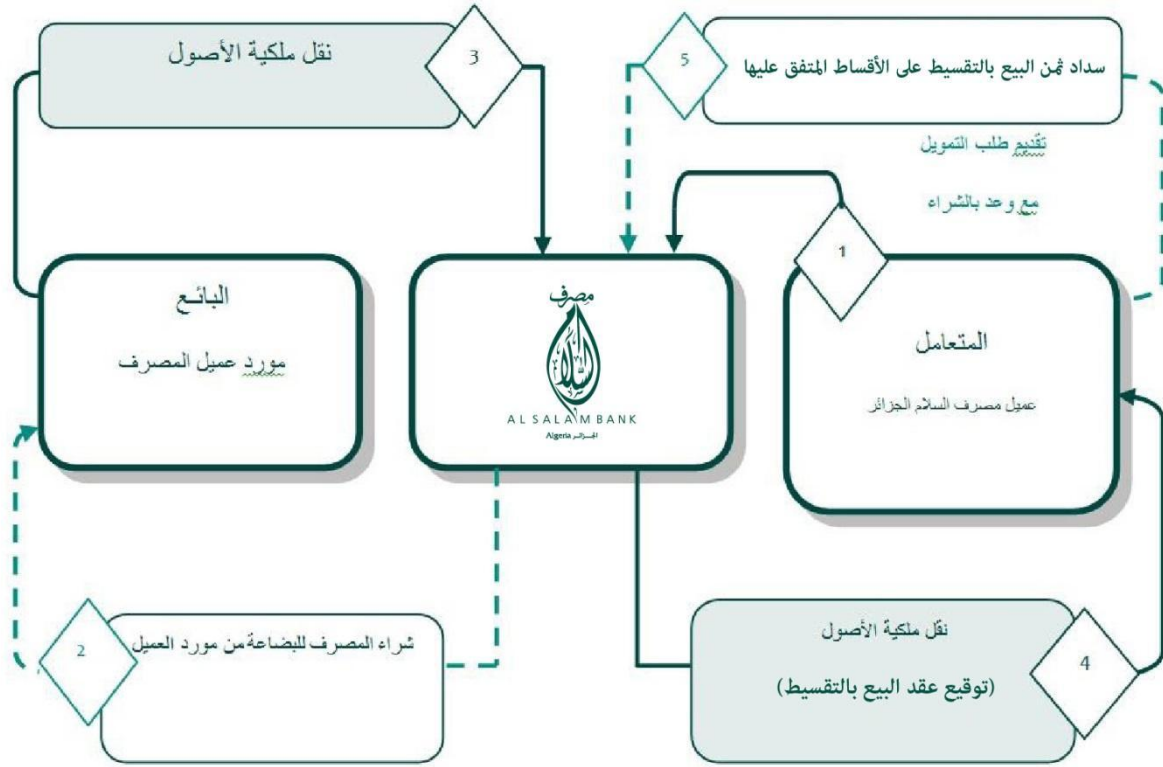 نقل ملكية الأصول
3
5
سداد ثمن البيع بالتقسيط على الأقساط المتفق عليها
تقديم طلب التمويل
مع وعد بالشراء
1
البائع
مورد عميل المصرف
مصرف
السلام
AL SALAM BANK
Algeria الجزائر
المتعامل
عميل مصرف السلام الجزائر
2
شراء المصرف للبضاعة من مورد العميل
نقل ملكية الأصول
(توقيع عقد البيع بالتقسيط)
4